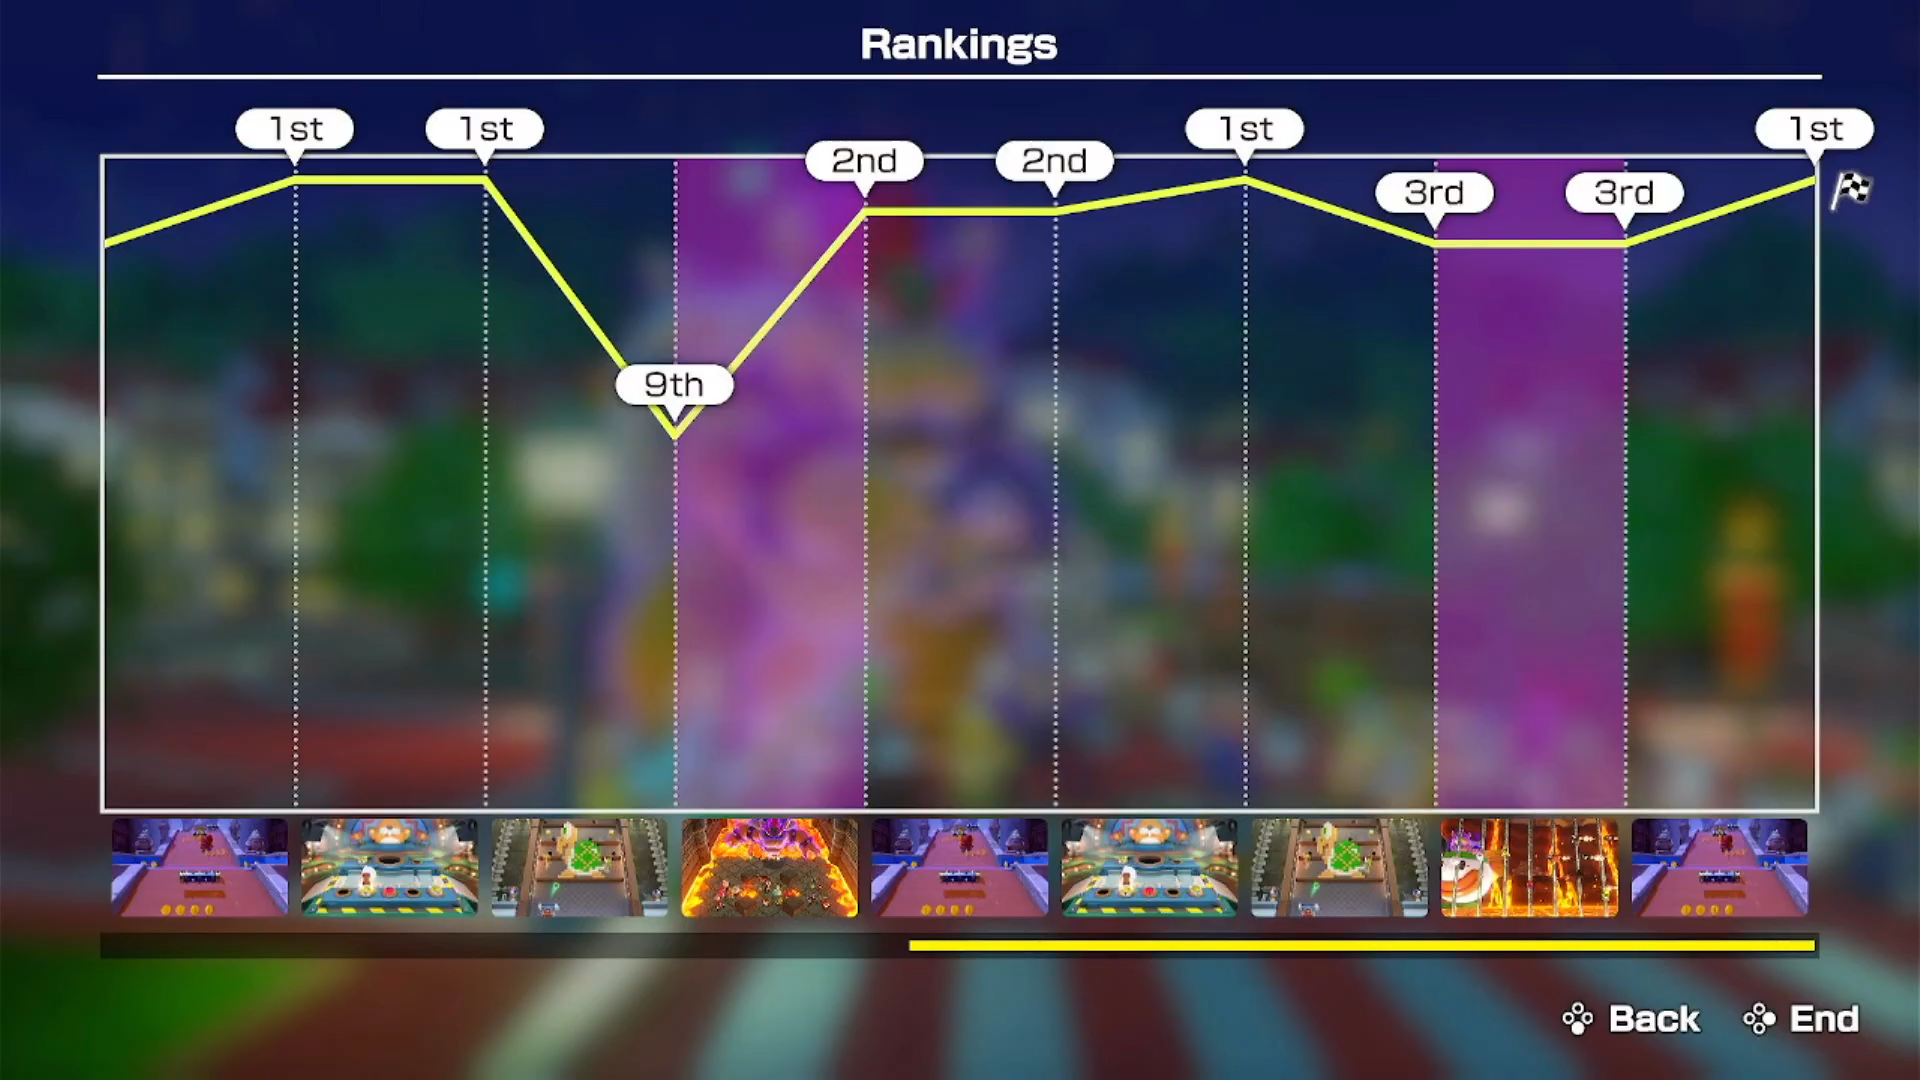 Rankings
1st 1st 1st 1st
2nd 2nd
3rd 3rd
9th
Back End